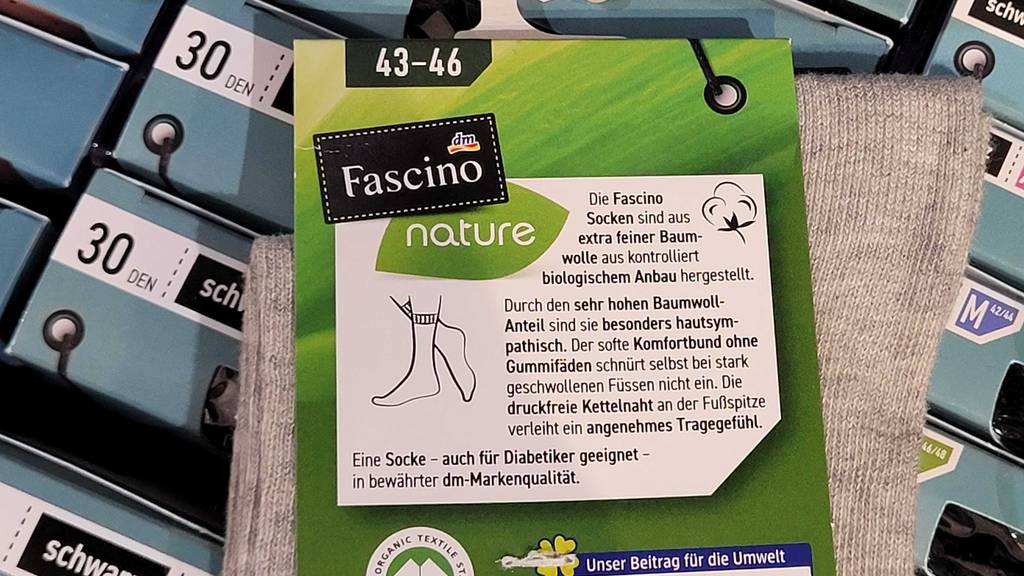 43-46
dm
Fascino
nature
Die Fascino
Socken sind aus
extra feiner Baum-
wolle aus kontrolliert
biologischem Anbau hergestellt.
Durch den sehr hohen Baumwoll-
Anteil sind sie besonders hautsym-
pathisch. Der softe Komfortbund ohne
Gummifäden schnürt selbst bei stark
geschwollenen Füssen nicht ein. Die
druckfreie Kettelnaht an der Fußspitze
verleiht ein angenehmes Tragegefühl.
Eine Socke – auch für Diabetiker geeignet –
in bewährter dm-Markenqualität.
ORGANIC TEXTILE
Unser Beitrag für die Umwelt
30 DEN
30 DEN
M 42/44
46/48